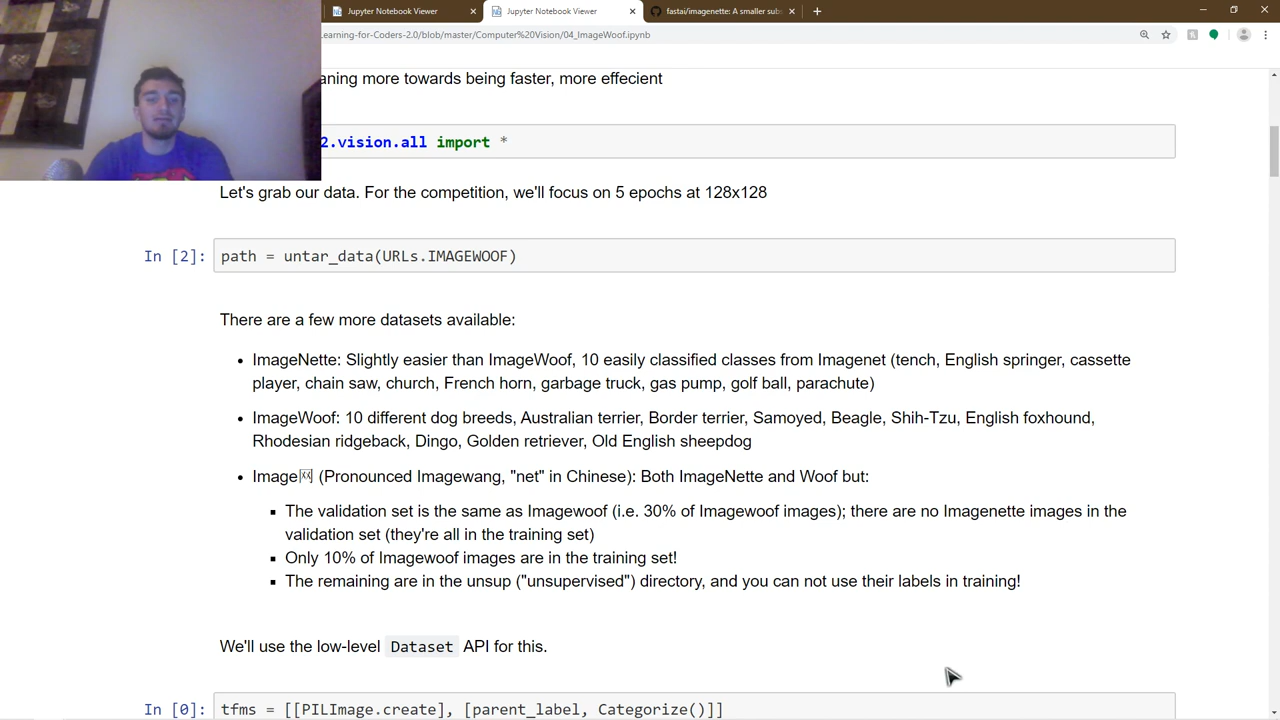 Jupyter Notebook Viewer
Jupyter Notebook Viewer
fastai/imagenette: A smaller sub
earning-for-Coders-2.0/blob/master/Computer%20Vision/04_ImageWoof.ipynb
aning more towards being faster, more effecient
2.vision.all import *
Let's grab our data. For the competition, we'll focus on 5 epochs at 128x128
In [2]: path = untar_data(URLs.IMAGEWOOF)
There are a few more datasets available:
• ImageNette: Slightly easier than ImageWoof, 10 easily classified classes from Imagenet (tench, English springer, cassette
player, chain saw, church, French horn, garbage truck, gas pump, golf ball, parachute)
• ImageWoof: 10 different dog breeds, Australian terrier, Border terrier, Samoyed, Beagle, Shih-Tzu, English foxhound,
Rhodesian ridgeback, Dingo, Golden retriever, Old English sheepdog
• Image网 (Pronounced Imagewang, "net" in Chinese): Both ImageNette and Woof but:
▪ The validation set is the same as Imagewoof (i.e. 30% of Imagewoof images); there are no Imagenette images in the
validation set (they're all in the training set)
▪ Only 10% of Imagewoof images are in the training set!
▪ The remaining are in the unsup ("unsupervised") directory, and you can not use their labels in training!
We'll use the low-level Dataset API for this.
In [0]: tfms = [[PILImage.create], [parent_label, Categorize()]]